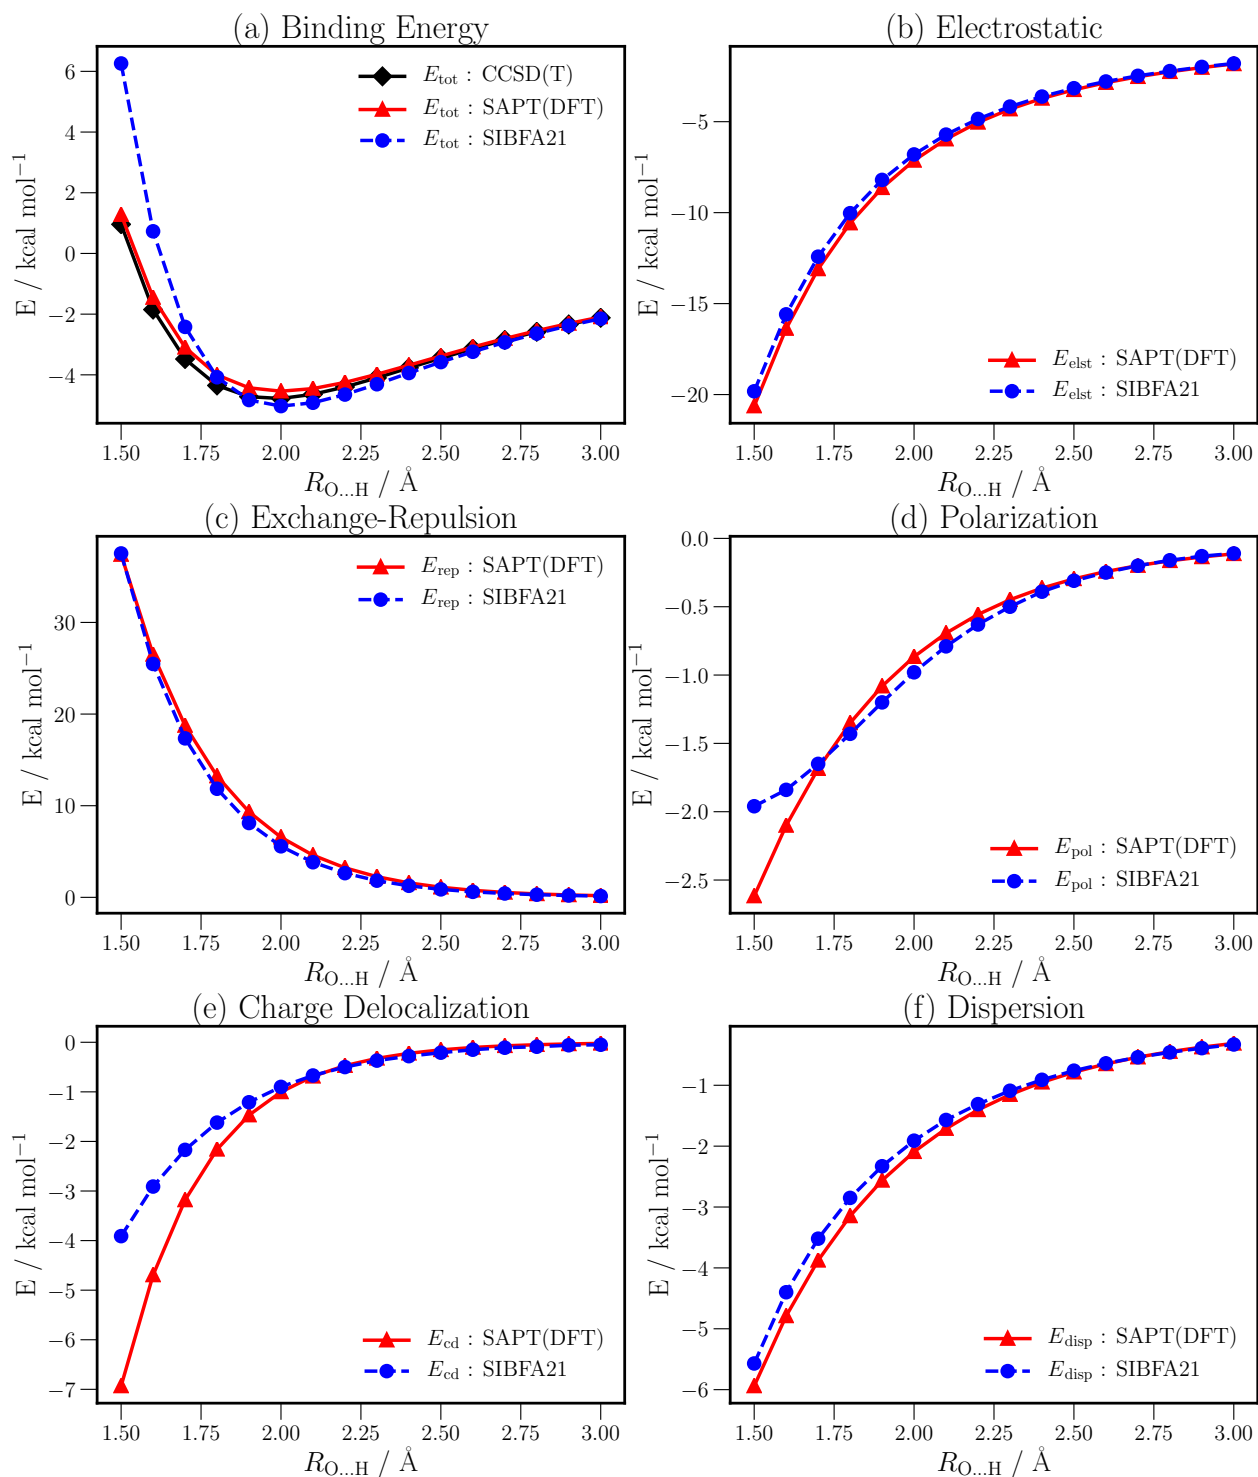 (a) Binding Energy
E_tot : CCSD(T)
E_tot : SAPT(DFT)
E_tot : SIBFA21
E / kcal mol⁻¹
6
4
2
0
−2
−4
1.50 1.75 2.00 2.25 2.50 2.75 3.00
R_O...H / Å
(b) Electrostatic
E / kcal mol⁻¹
−5
−10
−15
−20
E_elst : SAPT(DFT)
E_elst : SIBFA21
1.50 1.75 2.00 2.25 2.50 2.75 3.00
R_O...H / Å
(c) Exchange-Repulsion
E_rep : SAPT(DFT)
E_rep : SIBFA21
E / kcal mol⁻¹
30
20
10
0
1.50 1.75 2.00 2.25 2.50 2.75 3.00
R_O...H / Å
(d) Polarization
E / kcal mol⁻¹
0.0
−0.5
−1.0
−1.5
−2.0
−2.5
E_pol : SAPT(DFT)
E_pol : SIBFA21
1.50 1.75 2.00 2.25 2.50 2.75 3.00
R_O...H / Å
(e) Charge Delocalization
E / kcal mol⁻¹
0
−1
−2
−3
−4
−5
−6
−7
E_cd : SAPT(DFT)
E_cd : SIBFA21
1.50 1.75 2.00 2.25 2.50 2.75 3.00
R_O...H / Å
(f) Dispersion
E / kcal mol⁻¹
−1
−2
−3
−4
−5
−6
E_disp : SAPT(DFT)
E_disp : SIBFA21
1.50 1.75 2.00 2.25 2.50 2.75 3.00
R_O...H / Å